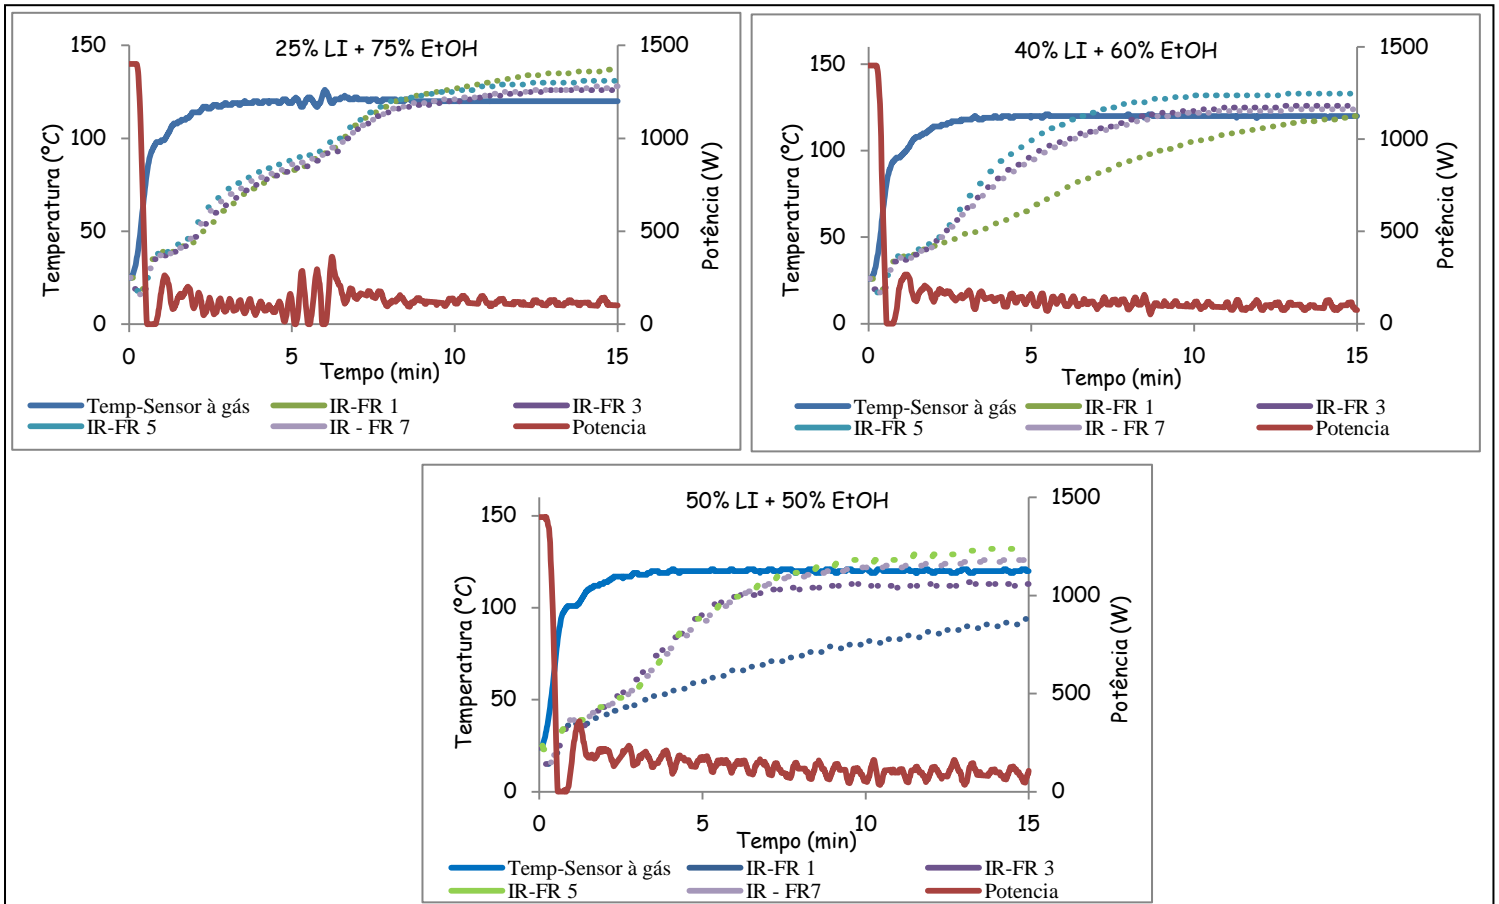 25% LI + 75% EtOH
150
100
50
0
Temperatura (°C)
1500
1000
500
0
Potência (W)
0 5 10 15
Tempo (min)
Temp-Sensor à gás IR-FR 1 IR-FR 3
IR-FR 5 IR - FR 7 Potencia
40% LI + 60% EtOH
150
100
50
0
Temperatura (°C)
1500
1000
500
0
Potência (W)
0 5 10 15
Tempo (min)
Temp-Sensor à gás IR-FR 1 IR-FR 3
IR-FR 5 IR - FR 7 Potencia
50% LI + 50% EtOH
150
100
50
0
Temperatura (°C)
1500
1000
500
0
Potência (W)
0 5 10 15
Tempo (min)
Temp-Sensor à gás IR-FR 1 IR-FR 3
IR-FR 5 IR - FR7 Potencia